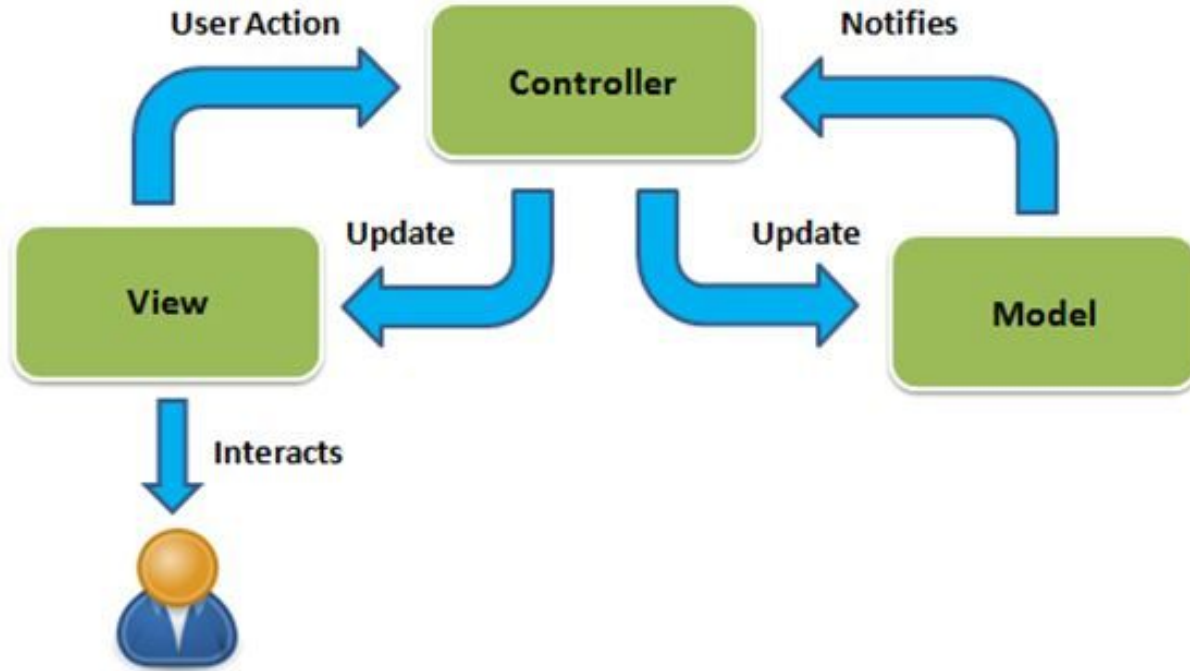 User Action
Notifies
Controller
Update
Update
View
Model
Interacts